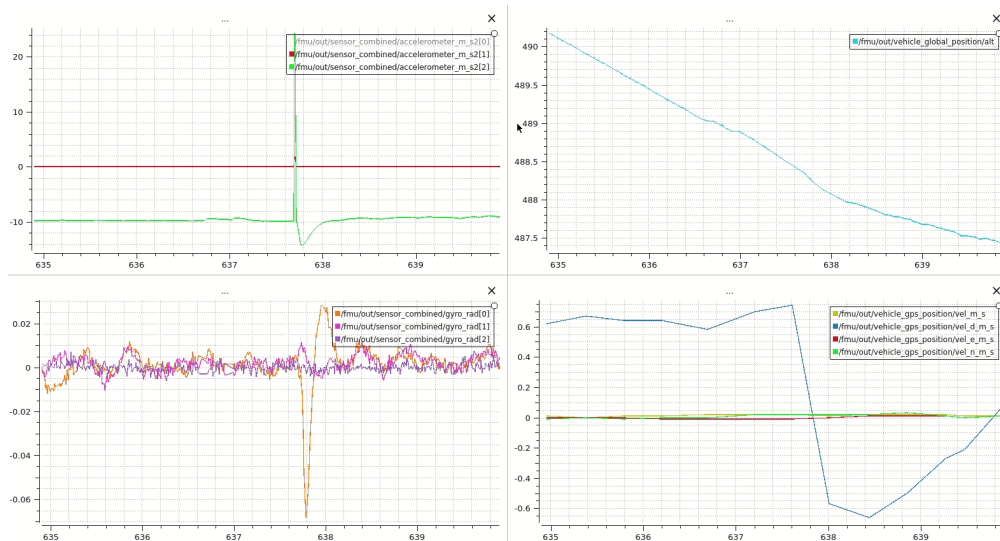 ...
/fmu/out/sensor_combined/accelerometer_m_s2[0]
/fmu/out/sensor_combined/accelerometer_m_s2[1]
/fmu/out/sensor_combined/accelerometer_m_s2[2]
20
10
0
-10
635 636 637 638 639
...
/fmu/out/vehicle_global_position/alt
490
489.5
489
488.5
488
487.5
635 636 637 638 639
...
/fmu/out/sensor_combined/gyro_rad[0]
/fmu/out/sensor_combined/gyro_rad[1]
/fmu/out/sensor_combined/gyro_rad[2]
0.02
0
-0.02
-0.04
-0.06
635 636 637 638 639
...
/fmu/out/vehicle_gps_position/vel_m_s
/fmu/out/vehicle_gps_position/vel_d_m_s
/fmu/out/vehicle_gps_position/vel_e_m_s
/fmu/out/vehicle_gps_position/vel_n_m_s
0.6
0.4
0.2
0
-0.2
-0.4
-0.6
635 636 637 638 639